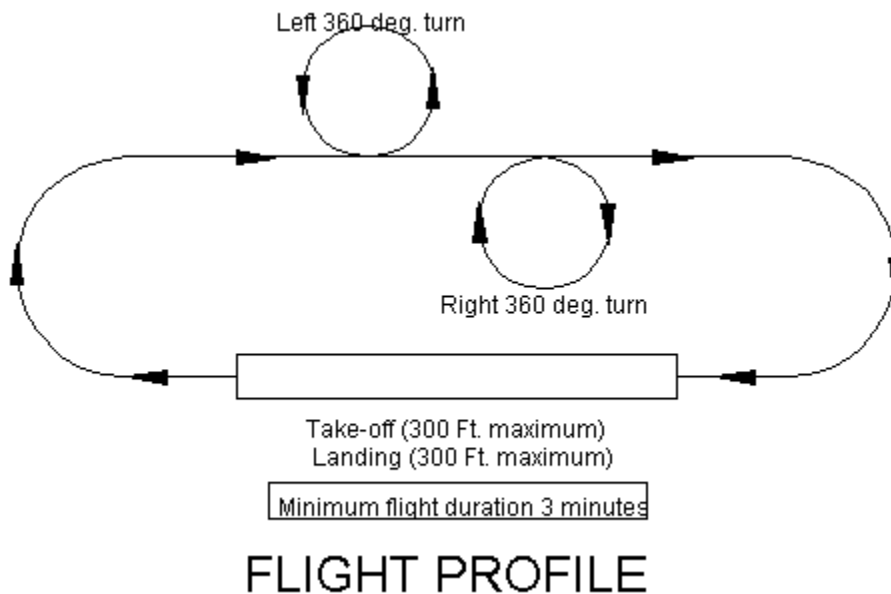 Left 360 deg. turn
Right 360 deg. turn
Take-off (300 Ft. maximum)
Landing (300 Ft. maximum)
Minimum flight duration 3 minutes
FLIGHT PROFILE